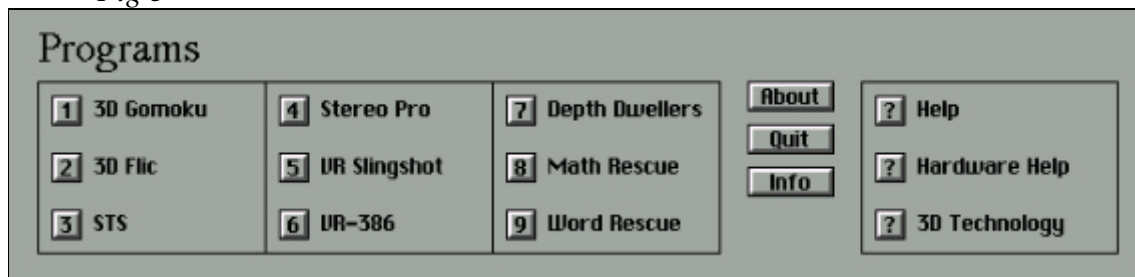 Programs
1 3D Gomoku
2 3D Flic
3 STS
4 Stereo Pro
5 VR Slingshot
6 VR-386
7 Depth Dwellers
8 Math Rescue
9 Word Rescue
About
Quit
Info
? Help
? Hardware Help
? 3D Technology